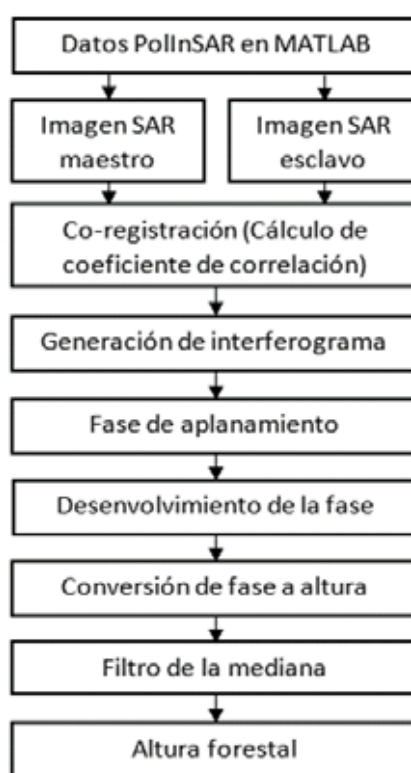 Datos PolInSAR en MATLAB
Imagen SAR
maestro
Imagen SAR
esclavo
Co-registración (Cálculo de
coeficiente de correlación)
Generación de interferograma
Fase de aplanamiento
Desenvolvimiento de la fase
Conversión de fase a altura
Filtro de la mediana
Altura forestal